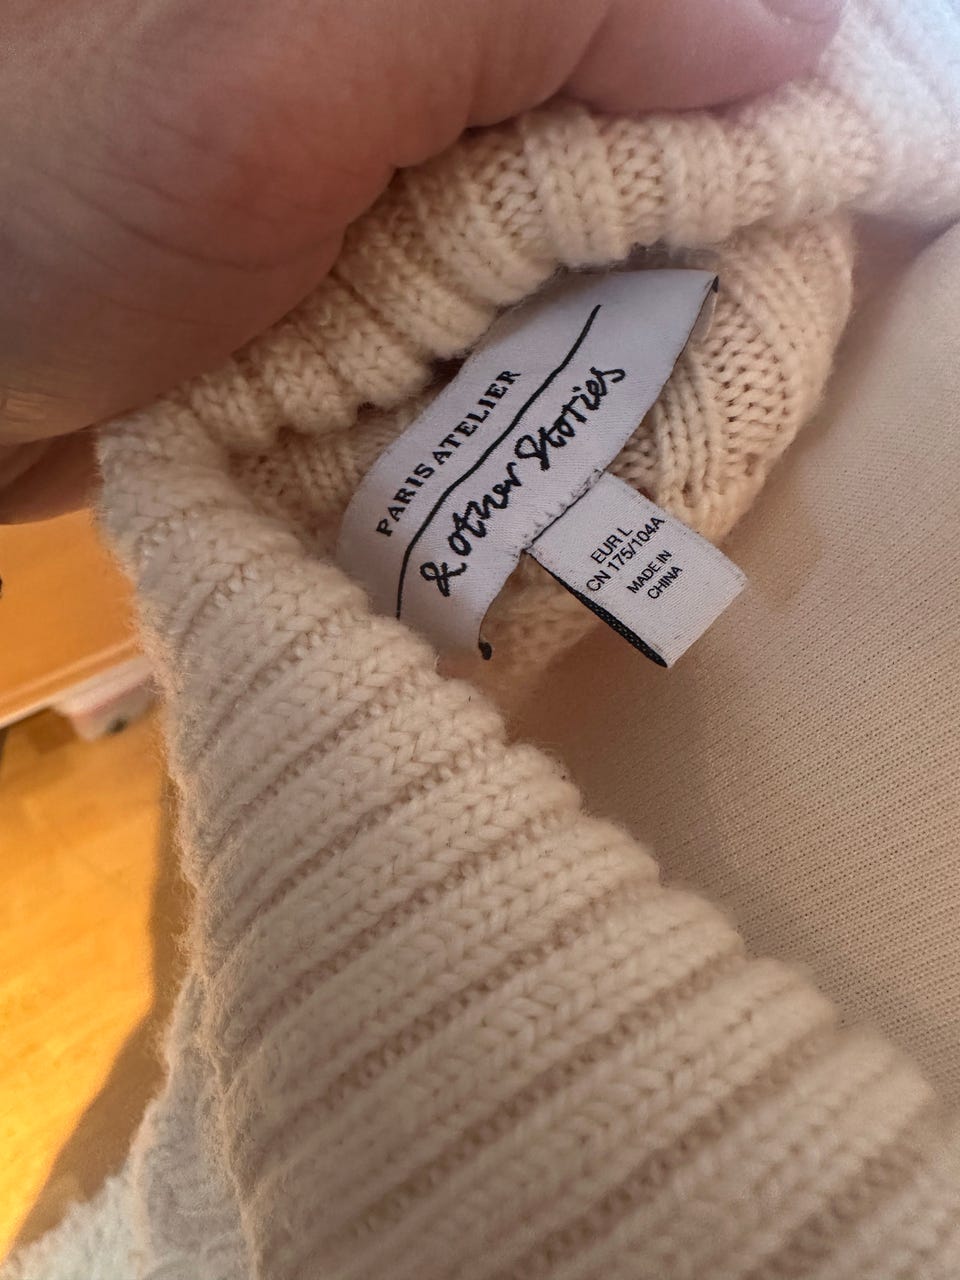 PARIS ATELIER
& other Stories
EUR L
CN 175/104A
MADE IN
CHINA